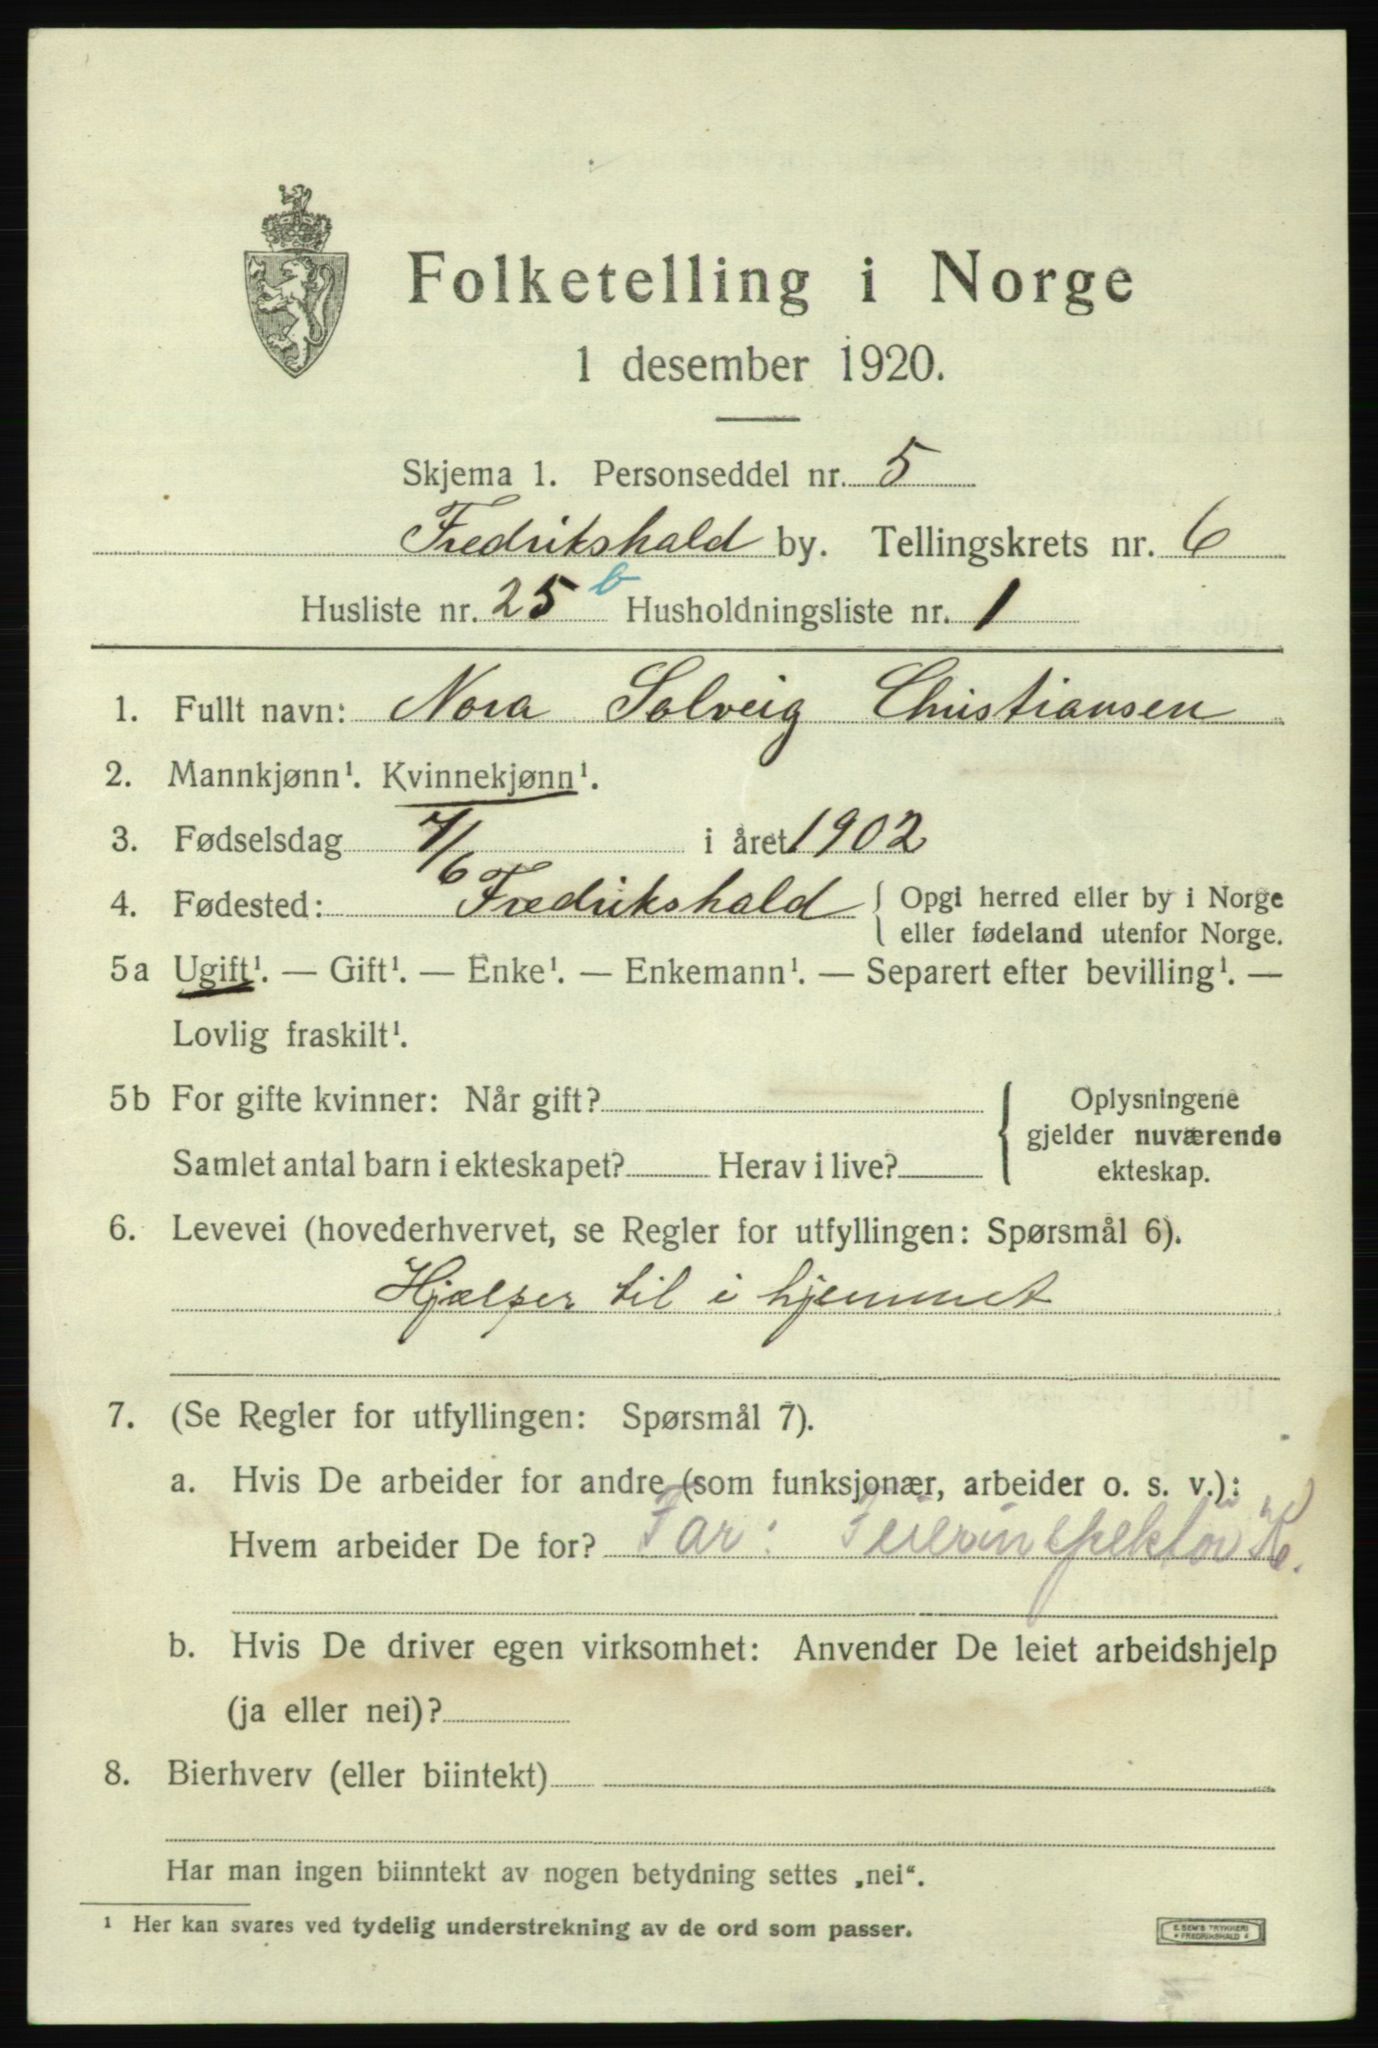 Folketelling i Norge
1 desember 1920.
Skjema 1. Personseddel nr. 5
Fredrikshald by. Tellingskrets nr. 6
Husliste nr. 25 b Husholdningsliste nr. 1
1. Fullt navn: Nora Solveig Christiansen
2. Mannkjønn¹. Kvinnekjønn¹.
3. Fødselsdag 7/6 i året 1902
4. Fødested: Fredrikshald { Opgi herred eller by i Norge
eller fødeland utenfor Norge.
5a Ugift¹. — Gift¹. — Enke¹. — Enkemann¹. — Separert efter bevilling¹. —
Lovlig fraskilt¹.
5b For gifte kvinner: Når gift? { Oplysningene
gjelder nuværende
Samlet antal barn i ekteskapet? Herav i live? ekteskap.
6. Levevei (hovederhvervet, se Regler for utfyllingen: Spørsmål 6).
Hjælper til i hjemmet
7. (Se Regler for utfyllingen: Spørsmål 7).
a. Hvis De arbeider for andre (som funksjonær, arbeider o. s. v.):
Hvem arbeider De for? Far: Feierinspektør K.
b. Hvis De driver egen virksomhet: Anvender De leiet arbeidshjelp
(ja eller nei)?
8. Bierhverv (eller biintekt)
Har man ingen biinntekt av nogen betydning settes „nei“.
¹ Her kan svares ved tydelig understrekning av de ord som passer.
E. SEM'S TRYKKERI
* FREDRIKSHALD *